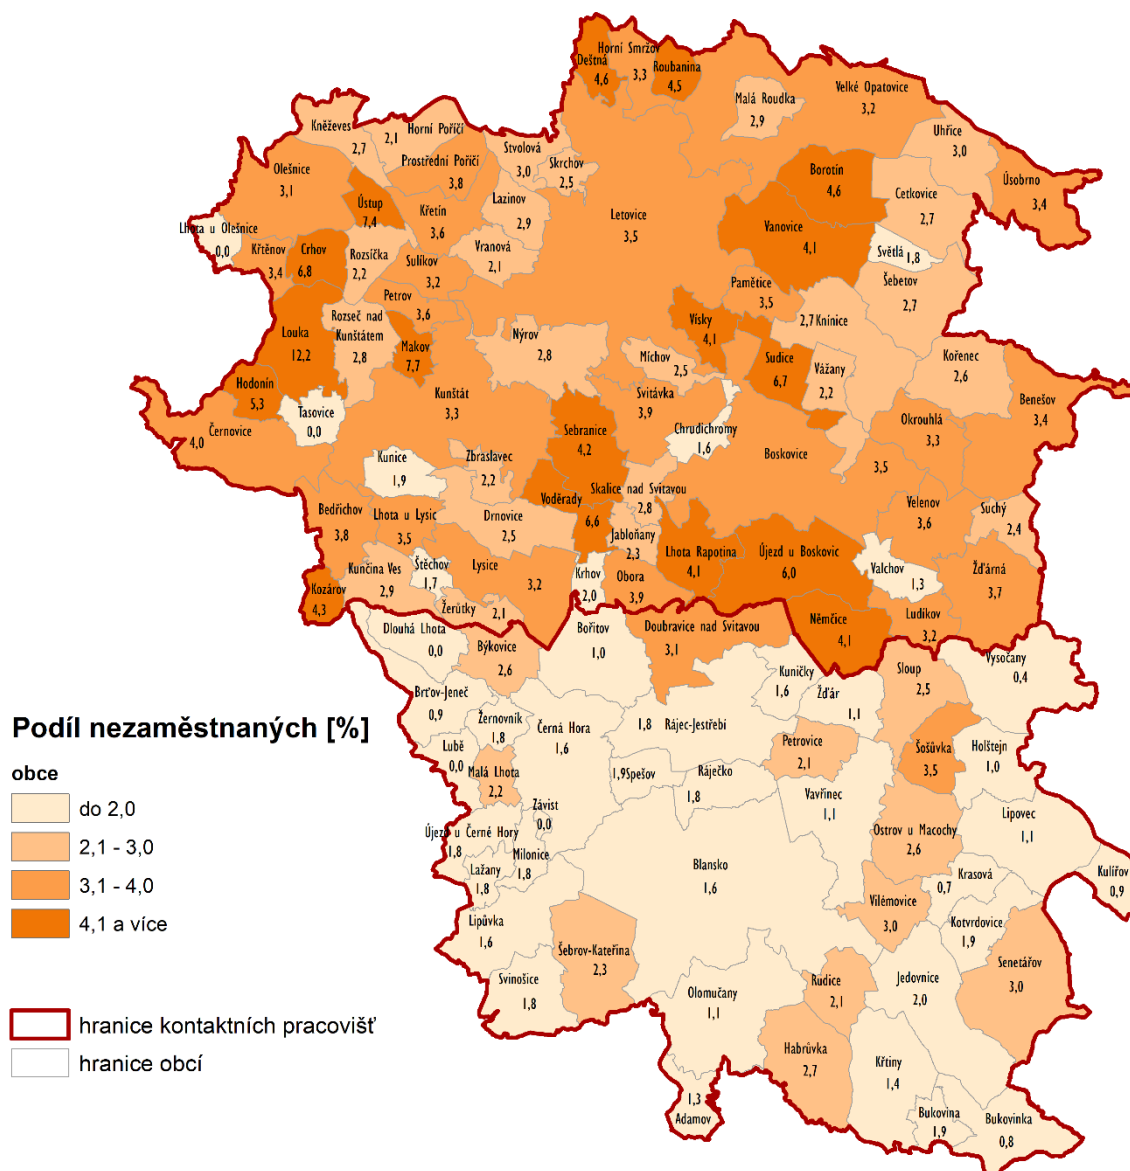 Horní Smržov
3,3
Deštná
4,6
Roubanina
4,5
Velké Opatovice
3,2
Malá Roudka
2,9
Kněževes
2,7
Horní Poříčí
2,1
Stvolová
3,0
Skrchov
2,5
Uhřice
3,0
Prostřední Poříčí
3,8
Olešnice
3,1
Borotín
4,6
Cetkovice
2,7
Úsobrno
3,4
Ústup
7,4
Křetín
3,6
Lazinov
2,9
Letovice
3,5
Vanovice
4,1
Lhota u Olešnice
0,0
Křtěnov
3,4
Crhov
6,8
Rozsíčka
2,2
Sulíkov
3,2
Vranová
2,1
Světlá
1,8
Šebetov
2,7
Pamětice
3,5
Petrov
3,6
Louka
12,2
Rozseč nad
Kunštátem
2,8
Makov
7,7
Nýrov
2,8
Vísky
4,1
2,7 Knínice
Míchov
2,5
Sudice
6,7
Vážany
2,2
Kořenec
2,6
Hodonín
5,3
Tasovice
0,0
Kunštát
3,3
Svitávka
3,9
Benešov
3,4
Černovice
4,0
Sebranice
4,2
Chrudichromy
1,6
Okrouhlá
3,3
Kunice
1,9
Zbraslavec
2,2
Boskovice
3,5
Voděrady
6,6
Skalice nad Svitavou
2,8
Velenov
3,6
Suchý
2,4
Bedřichov
3,8
Lhota u Lysic
3,5
Drnovice
2,5
Jabloňany
2,3
Lhota Rapotina
4,1
Újezd u Boskovic
6,0
Valchov
1,3
Žďárná
3,7
Kunčina Ves
2,9
Štěchov
1,7
Lysice
3,2
Krhov
2,0
Obora
3,9
Kozárov
4,3
Žerůtky
2,1
Němčice
4,1
Ludíkov
3,2
Dlouhá Lhota
0,0
Býkovice
2,6
Bořitov
1,0
Doubravice nad Svitavou
3,1
Kuničky
1,6
Žďár
1,1
Sloup
2,5
Vysočany
0,4
Brťov-Jeneč
0,9
Žernovník
1,8
Černá Hora
1,6
1,8 Rájec-Jestřebí
Petrovice
2,1
Šošůvka
3,5
Holštejn
1,0
Lubě
0,0
Malá Lhota
2,2
1,9 Spešov
Ráječko
1,8
Vavřinec
1,1
Závist
0,0
Lipovec
1,1
Újezd u Černé Hory
1,8
Milonice
1,8
Ostrov u Macochy
2,6
Blansko
1,6
Lažany
1,8
Krasová
0,7
Kulířov
0,9
Vilémovice
3,0
Lipůvka
1,6
Kotvrdovice
1,9
Šebrov-Kateřina
2,3
Senetářov
3,0
Svinošice
1,8
Olomučany
1,1
Rudice
2,1
Jedovnice
2,0
Habrůvka
2,7
Křtiny
1,4
1,3
Adamov
Bukovina
1,9
Bukovinka
0,8
Podíl nezaměstnaných [%]
obce
do 2,0
2,1 - 3,0
3,1 - 4,0
4,1 a více
hranice kontaktních pracovišť
hranice obcí